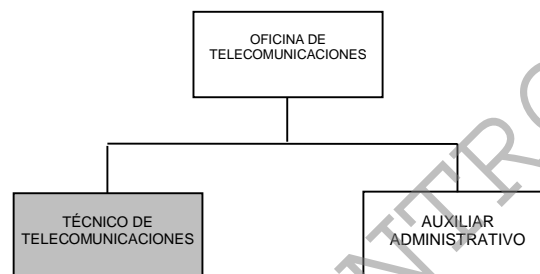 OFICINA DE
TELECOMUNICACIONES
TÉCNICO DE
TELECOMUNICACIONES
AUXILIAR
ADMINISTRATIVO